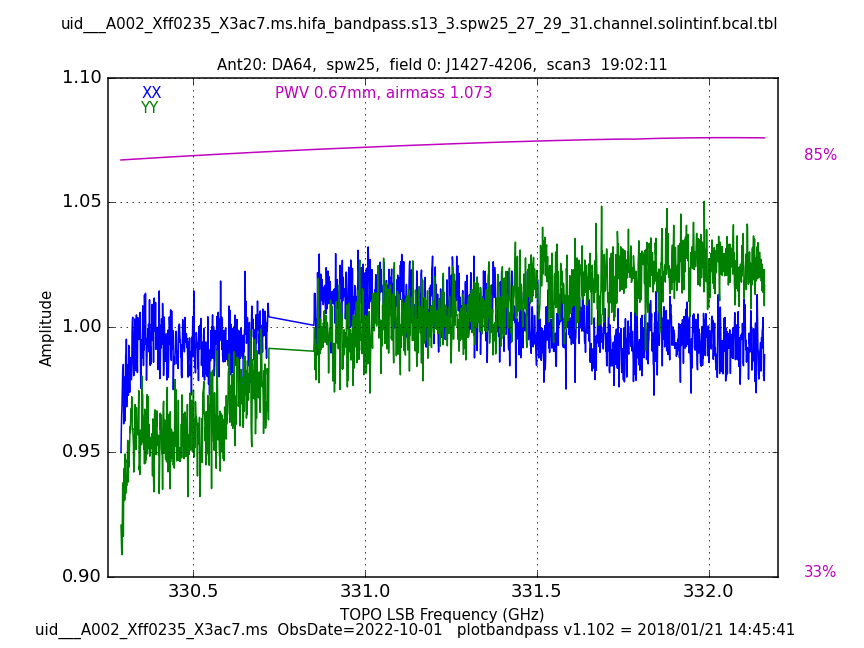 uid___A002_Xff0235_X3ac7.ms.hifa_bandpass.s13_3.spw25_27_29_31.channel.solintinf.bcal.tbl
Ant20: DA64,  spw25,  field 0: J1427-4206,  scan3  19:02:11
XX
YY
PWV 0.67mm, airmass 1.073
1.10
1.05
1.00
0.95
0.90
Amplitude
85%
33%
330.5
331.0
331.5
332.0
TOPO LSB Frequency (GHz)
uid___A002_Xff0235_X3ac7.ms  ObsDate=2022-10-01   plotbandpass v1.102 = 2018/01/21 14:45:41